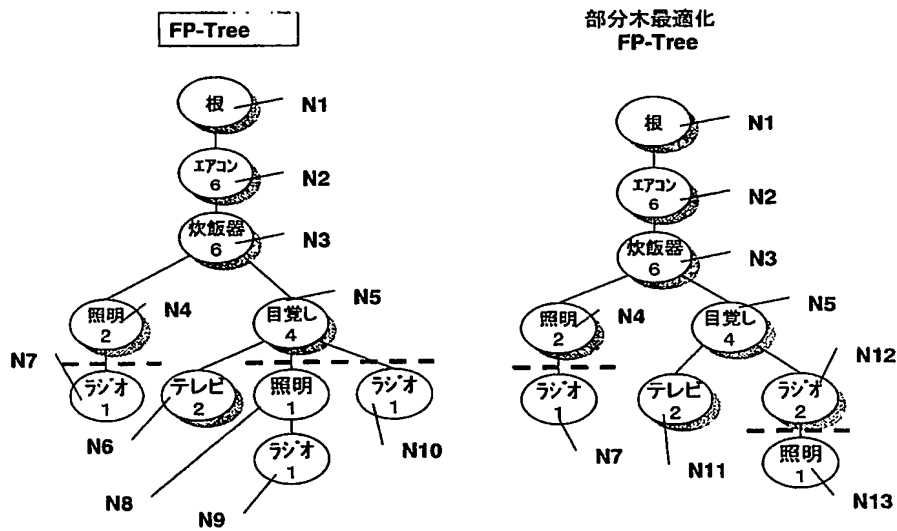 FP-Tree
根
N1
エアコン
6
N2
炊飯器
6
N3
照明
2
N4
目覚し
4
N5
N7
ラジオ
1
テレビ
2
照明
1
ラジオ
1
N6
N10
ラジオ
1
N8
N9
部分木最適化
FP-Tree
根
N1
エアコン
6
N2
炊飯器
6
N3
照明
2
N4
目覚し
4
N5
N12
ラジオ
1
テレビ
2
ラジオ
2
N7
N11
照明
1
N13